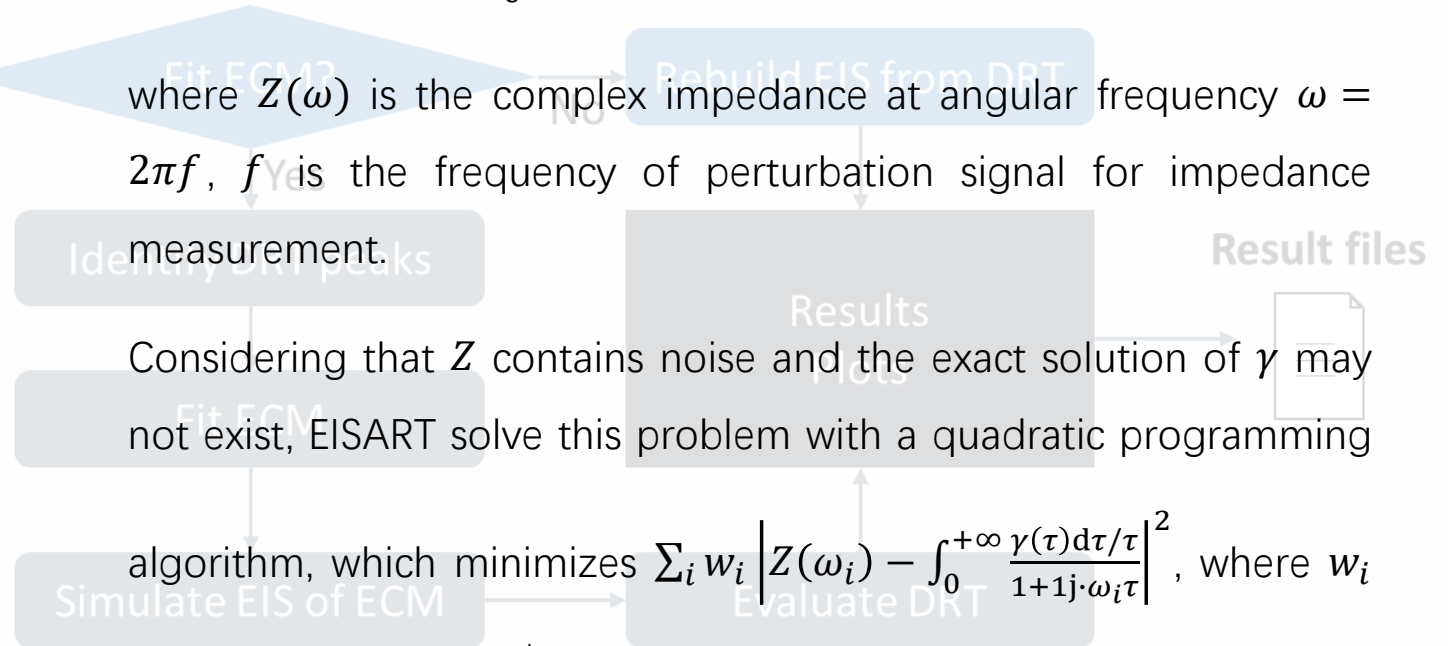 Fit ECM?
Rebuild EIS from DRT
where Z(ω) is the complex impedance at angular frequency ω =
No
2πf, f is the frequency of perturbation signal for impedance
Yes
measurement.
Identify DRT peaks
Result files
Results
Plots
Considering that Z contains noise and the exact solution of γ may
Fit ECM
not exist, EISART solve this problem with a quadratic programming
algorithm, which minimizes ∑ᵢ wᵢ |Z(ωᵢ) − ∫₀^{+∞} γ(τ)dτ/τ / (1+1j·ωᵢτ)|², where wᵢ
Simulate EIS of ECM
Evaluate DRT